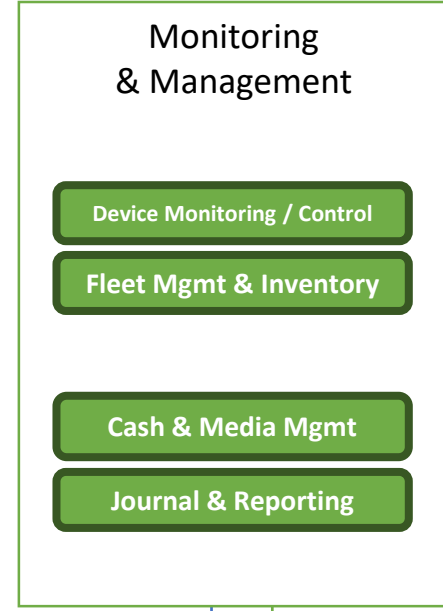 Monitoring
& Management
Device Monitoring / Control
Fleet Mgmt & Inventory
Cash & Media Mgmt
Journal & Reporting